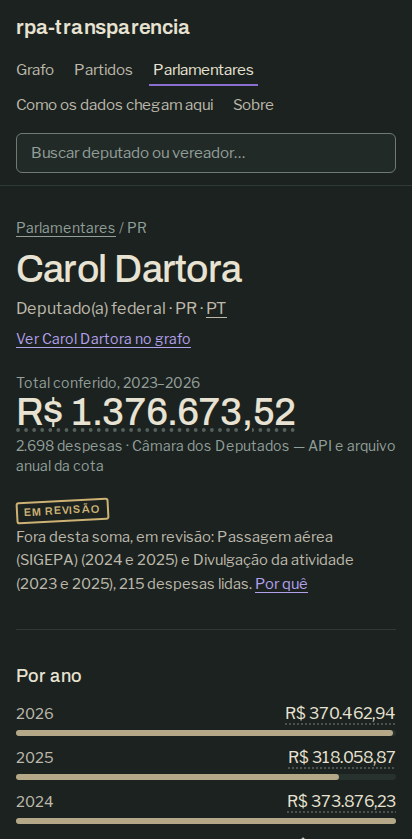 rpa-transparencia
Grafo Partidos Parlamentares
Como os dados chegam aqui Sobre
Buscar deputado ou vereador...
Parlamentares / PR
Carol Dartora
Deputado(a) federal · PR · PT
Ver Carol Dartora no grafo
Total conferido, 2023–2026
R$ 1.376.673,52
2.698 despesas · Câmara dos Deputados — API e arquivo
anual da cota
EM REVISÃO
Fora desta soma, em revisão: Passagem aérea
(SIGEPA) (2024 e 2025) e Divulgação da atividade
(2023 e 2025), 215 despesas lidas. Por quê
Por ano
2026 R$ 370.462,94
2025 R$ 318.058,87
2024 R$ 373.876,23